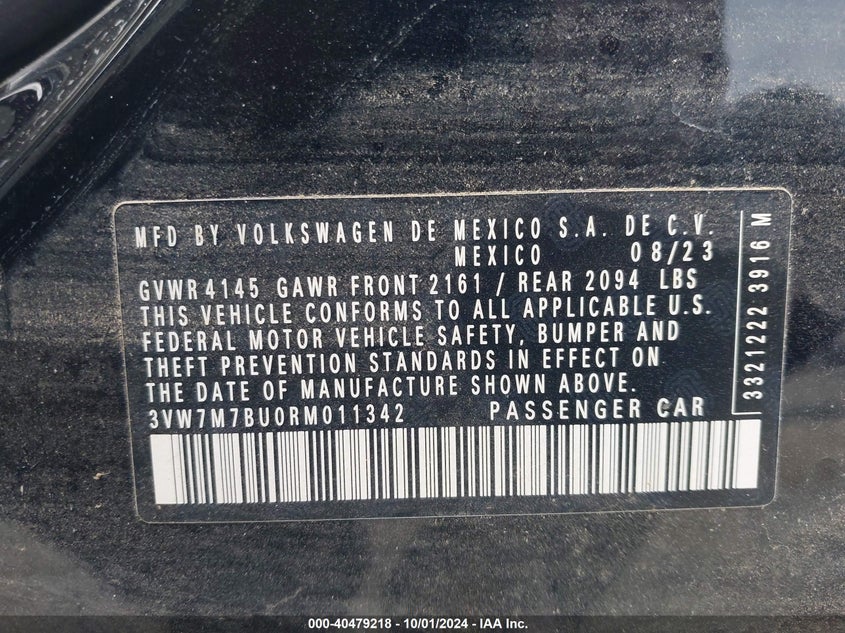 MFD BY VOLKSWAGEN DE MEXICO S.A. DE C.V.
MEXICO 08/23
GVWR 4145 GAWR FRONT 2161 / REAR 2094 LBS
THIS VEHICLE CONFORMS TO ALL APPLICABLE U.S.
FEDERAL MOTOR VEHICLE SAFETY, BUMPER AND
THEFT PREVENTION STANDARDS IN EFFECT ON
THE DATE OF MANUFACTURE SHOWN ABOVE.
3VW7M7BU0RM011342 PASSENGER CAR
3321222 3916 M
000-40479218 - 10/01/2024 - IAA Inc.